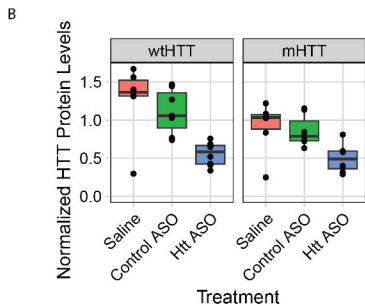 B
wtHTT
mHTT
Normalized HTT Protein Levels
1.5
1.0
0.5
0.0
Saline
Control ASO
Htt ASO
Saline
Control ASO
Htt ASO
Treatment